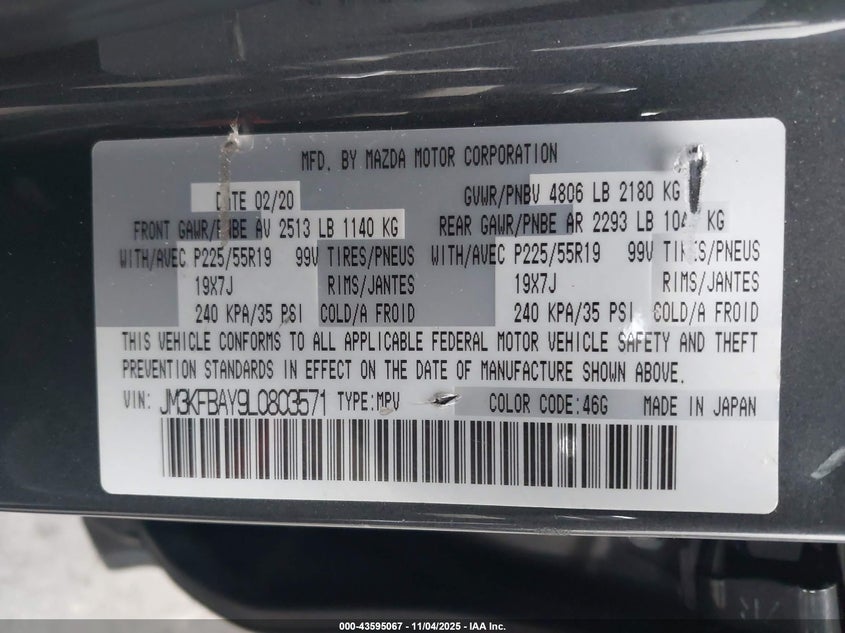 MFD. BY MAZDA MOTOR CORPORATION
DATE 02/20 GVWR/PNBV 4806 LB 2180 KG
FRONT GAWR/PNBE AV 2513 LB 1140 KG REAR GAWR/PNBE AR 2293 LB KG
WITH/AVEC P225/55R19 99V TIRES/PNEUS WITH/AVEC P225/55R19 99V TIRES/PNEUS
19X7J RIMS/JANTES 19X7J RIMS/JANTES
240 KPA/35 PSI COLD/A FROID 240 KPA/35 PSI COLD/A FROID
THIS VEHICLE CONFORMS TO ALL APPLICABLE FEDERAL MOTOR VEHICLE SAFETY AND THEFT
PREVENTION STANDARDS IN EFFECT ON THE DATE OF MANUFACTURE SHOWN ABOVE.
VIN: JM3KFBAY9L0803571 TYPE:MPV COLOR CODE:46G MADE IN JAPAN
000-43595067 - 11/04/2025 - IAA Inc.